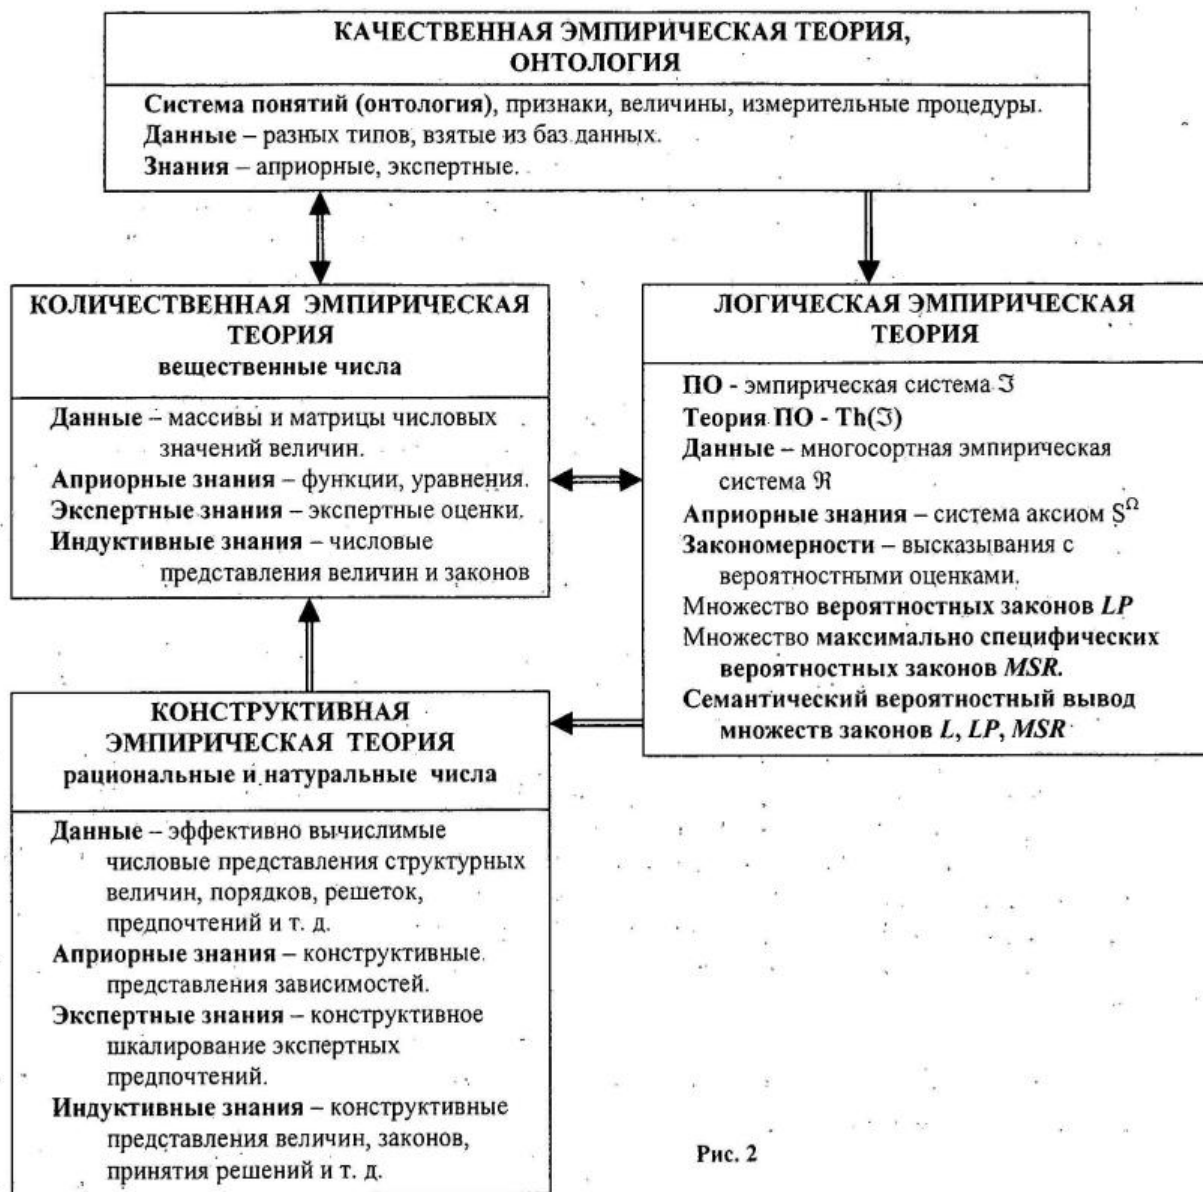 КАЧЕСТВЕННАЯ ЭМПИРИЧЕСКАЯ ТЕОРИЯ,
ОНТОЛОГИЯ
Система понятий (онтология), признаки, величины, измерительные процедуры.
Данные – разных типов, взятые из баз данных.
Знания – априорные, экспертные.
КОЛИЧЕСТВЕННАЯ ЭМПИРИЧЕСКАЯ
ТЕОРИЯ
вещественные числа
Данные – массивы и матрицы числовых
значений величин.
Априорные знания – функции, уравнения.
Экспертные знания – экспертные оценки.
Индуктивные знания – числовые
представления величин и законов
ЛОГИЧЕСКАЯ ЭМПИРИЧЕСКАЯ
ТЕОРИЯ
ПО - эмпирическая система ℑ
Теория ПО - Th(ℑ)
Данные – многосортная эмпирическая
система ℜ
Априорные знания – система аксиом S^Ω
Закономерности – высказывания с
вероятностными оценками.
Множество вероятностных законов LP
Множество максимально специфических
вероятностных законов MSR.
Семантический вероятностный вывод
множеств законов L, LP, MSR
КОНСТРУКТИВНАЯ
ЭМПИРИЧЕСКАЯ ТЕОРИЯ
рациональные и натуральные числа
Данные – эффективно вычислимые
числовые представления структурных
величин, порядков, решеток,
предпочтений и т. д.
Априорные знания – конструктивные
представления зависимостей.
Экспертные знания – конструктивное
шкалирование экспертных
предпочтений.
Индуктивные знания – конструктивные
представления величин, законов,
принятия решений и т. д.
Рис. 2